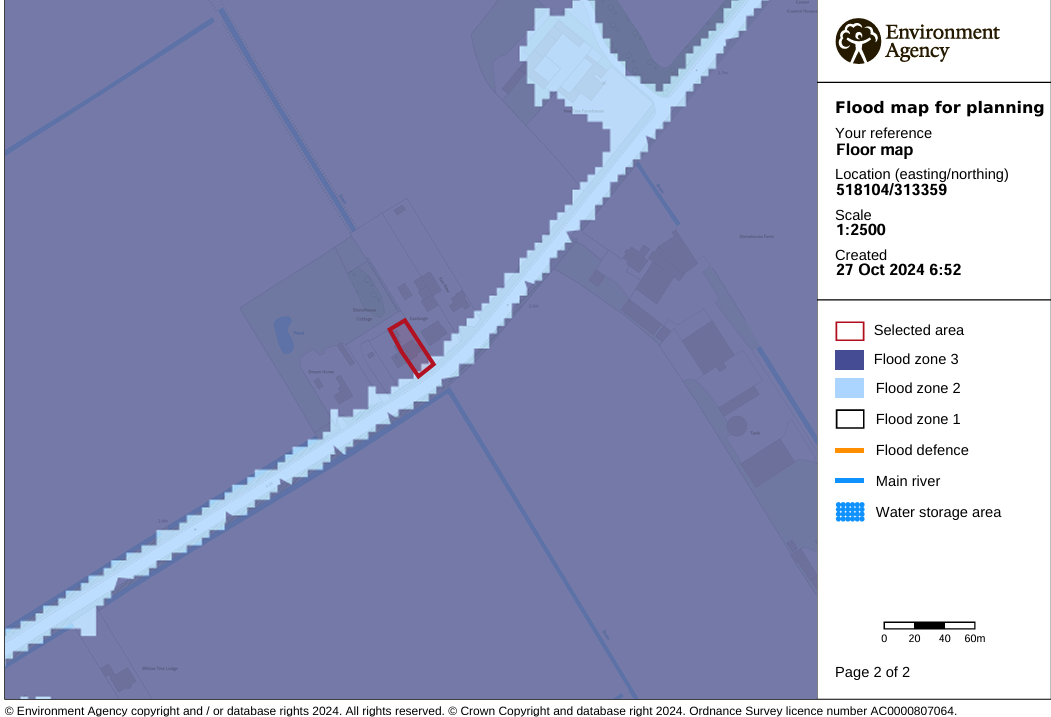 Environment
Agency
Flood map for planning
Your reference
Floor map
Location (easting/northing)
518104/313359
Scale
1:2500
Created
27 Oct 2024 6:52
Selected area
Flood zone 3
Flood zone 2
Flood zone 1
Flood defence
Main river
Water storage area
0 20 40 60m
Page 2 of 2
© Environment Agency copyright and / or database rights 2024. All rights reserved. © Crown Copyright and database right 2024. Ordnance Survey licence number AC0000807064.